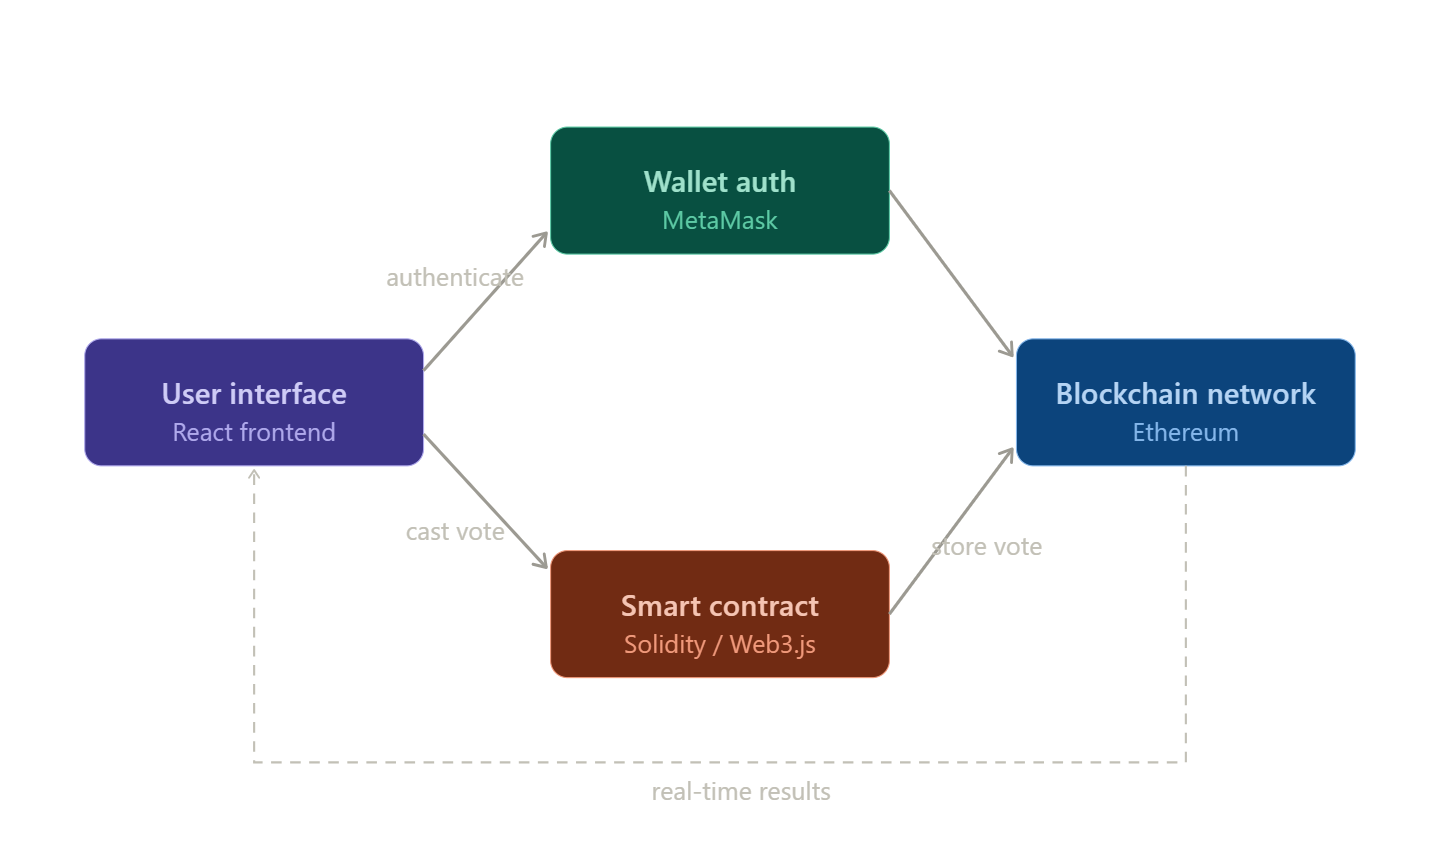 Wallet auth
MetaMask
authenticate
User interface
React frontend
Blockchain network
Ethereum
cast vote
store vote
Smart contract
Solidity / Web3.js
real-time results